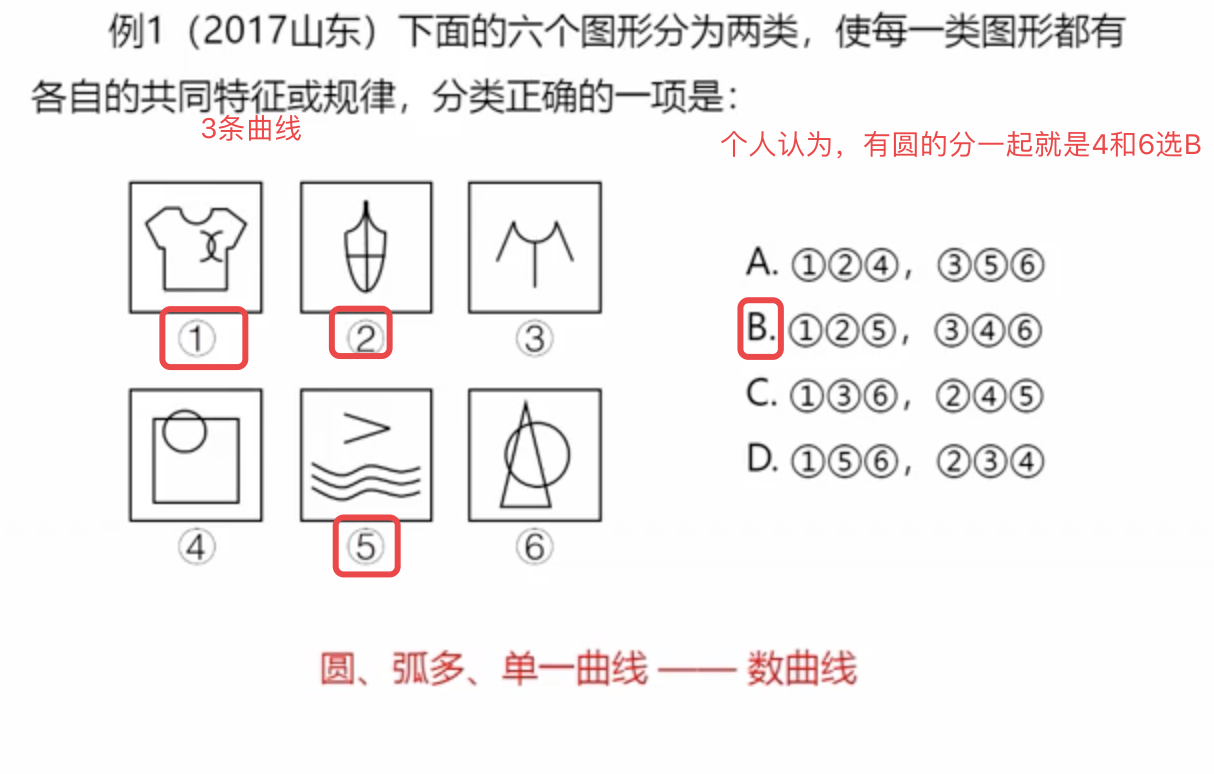 例1（2017山东）下面的六个图形分为两类，使每一类图形都有
各自的共同特征或规律，分类正确的一项是：
3条曲线
个人认为，有圆的分一起就是4和6选B
① ② ③
④ ⑤ ⑥
A. ①②④，③⑤⑥
B. ①②⑤，③④⑥
C. ①③⑥，②④⑤
D. ①⑤⑥，②③④
圆、弧多、单一曲线 —— 数曲线